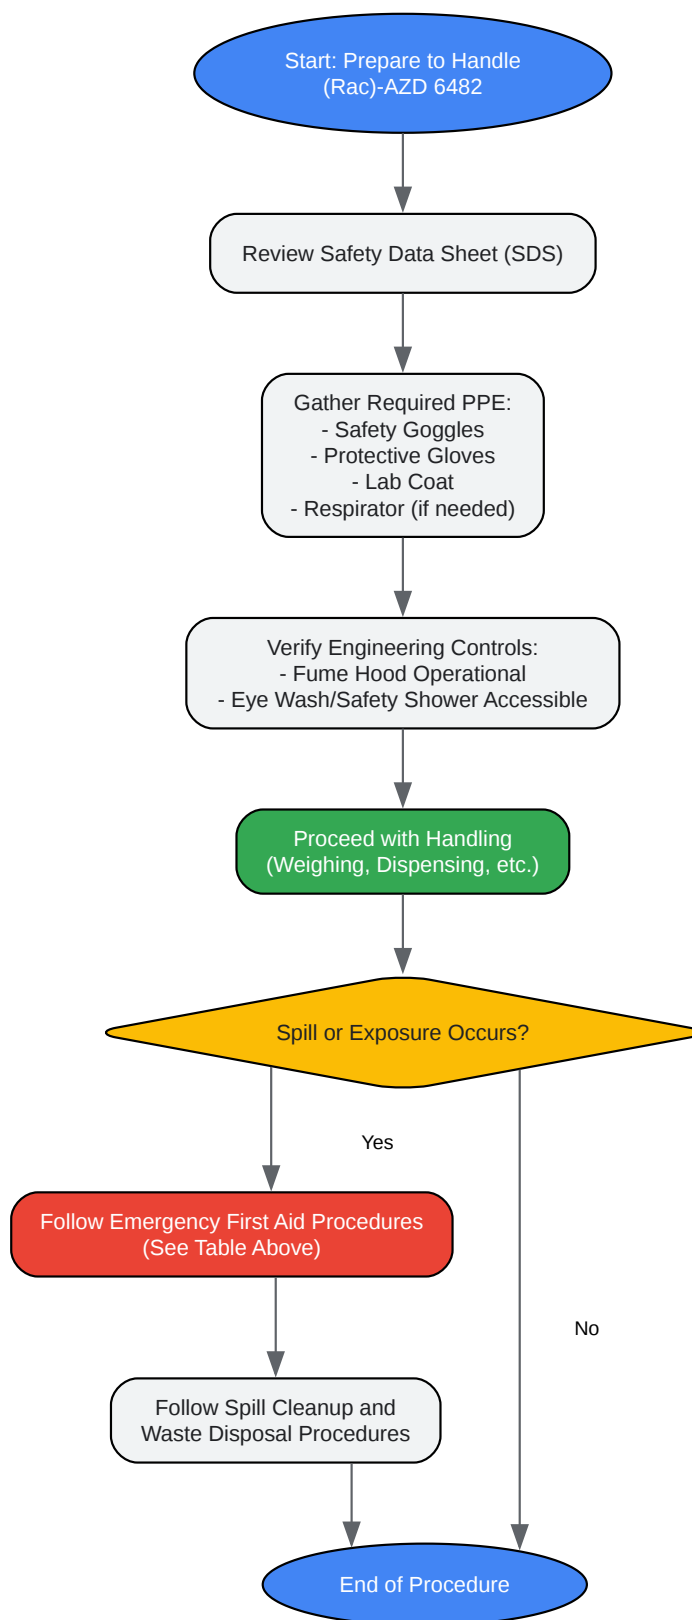 Start: Prepare to Handle
(Rac)-AZD 6482
Review Safety Data Sheet (SDS)
Gather Required PPE:
- Safety Goggles
- Protective Gloves
- Lab Coat
- Respirator (if needed)
Verify Engineering Controls:
- Fume Hood Operational
- Eye Wash/Safety Shower Accessible
Proceed with Handling
(Weighing, Dispensing, etc.)
Spill or Exposure Occurs?
Yes
Follow Emergency First Aid Procedures
(See Table Above)
No
Follow Spill Cleanup and
Waste Disposal Procedures
End of Procedure